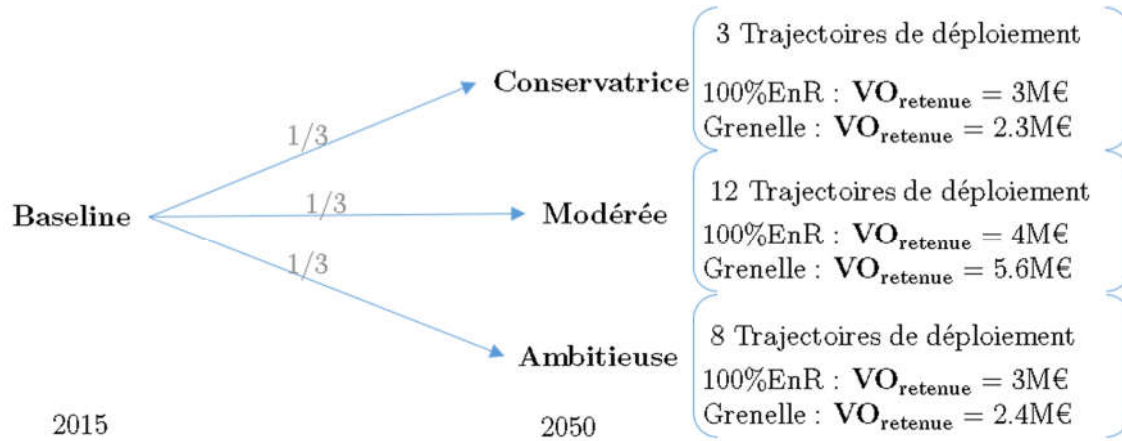 3 Trajectoires de déploiement
Conservatrice
100%EnR : VOretenue = 3M€
Grenelle : VOretenue = 2.3M€
1/3
12 Trajectoires de déploiement
Baseline
1/3
Modérée
100%EnR : VOretenue = 4M€
Grenelle : VOretenue = 5.6M€
1/3
8 Trajectoires de déploiement
Ambitieuse
100%EnR : VOretenue = 3M€
Grenelle : VOretenue = 2.4M€
2015
2050